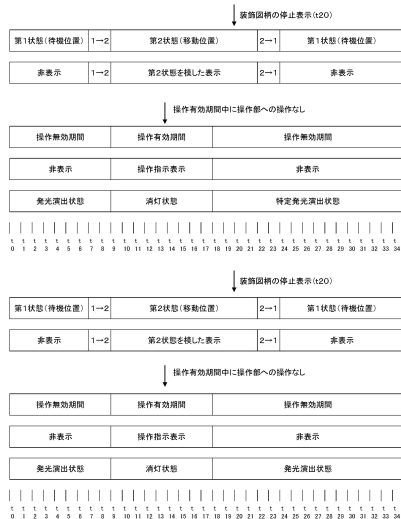 装飾図柄の停止表示(t20)
第1状態(待機位置) 1→2 第2状態(移動位置) 2→1 第1状態(待機位置)
非表示 1→2 第2状態を模した表示 2→1 非表示
操作有効期間中に操作部への操作なし
操作無効期間 操作有効期間 操作無効期間
非表示 操作指示表示 非表示
発光演出状態 消灯状態 特定発光演出状態
t t t t t t t t t t t t t t t t t t t t t t t t t t t t t t t t t t t
0 1 2 3 4 5 6 7 8 9 10 11 12 13 14 15 16 17 18 19 20 21 22 23 24 25 26 27 28 29 30 31 32 33 34
装飾図柄の停止表示(t20)
第1状態(待機位置) 1→2 第2状態(移動位置) 2→1 第1状態(待機位置)
非表示 1→2 第2状態を模した表示 2→1 非表示
操作有効期間中に操作部への操作なし
操作無効期間 操作有効期間 操作無効期間
非表示 操作指示表示 非表示
発光演出状態 消灯状態 発光演出状態
t t t t t t t t t t t t t t t t t t t t t t t t t t t t t t t t t t t
0 1 2 3 4 5 6 7 8 9 10 11 12 13 14 15 16 17 18 19 20 21 22 23 24 25 26 27 28 29 30 31 32 33 34